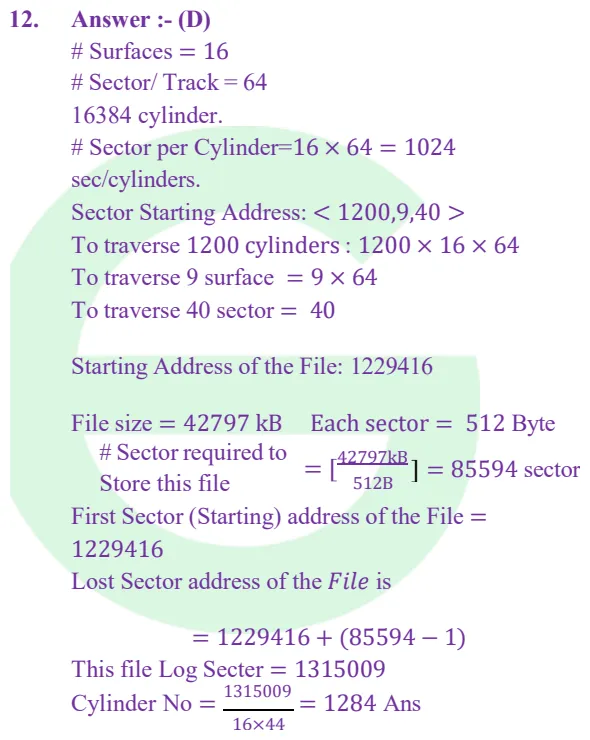 12. Answer :- (D)
# Surfaces = 16
# Sector/ Track = 64
16384 cylinder.
# Sector per Cylinder=16 × 64 = 1024
sec/cylinders.
Sector Starting Address: < 1200,9,40 >
To traverse 1200 cylinders : 1200 × 16 × 64
To traverse 9 surface = 9 × 64
To traverse 40 sector = 40
Starting Address of the File: 1229416
File size = 42797 kB Each sector = 512 Byte
# Sector required to
Store this file = [42797kB/512B] = 85594 sector
First Sector (Starting) address of the File =
1229416
Lost Sector address of the File is
= 1229416 + (85594 − 1)
This file Log Secter = 1315009
Cylinder No = 1315009/16×44 = 1284 Ans